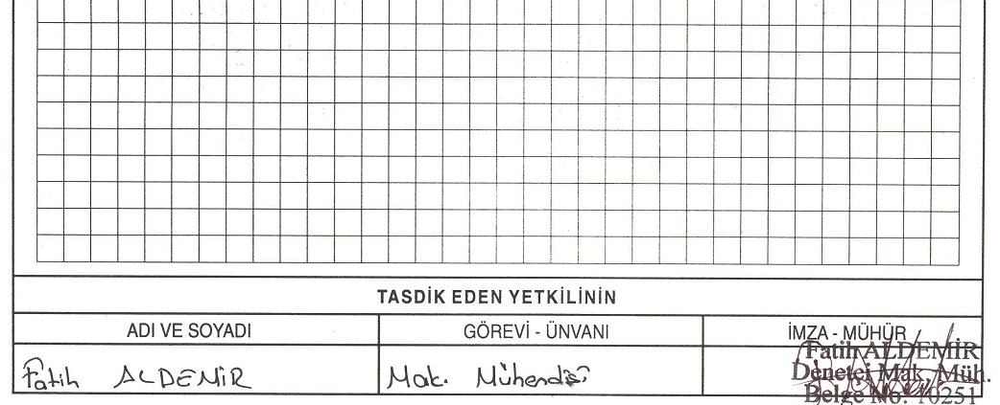 TASDİK EDEN YETKİLİNİN
ADI VE SOYADI GÖREVİ - ÜNVANI İMZA - MÜHÜR
Fatih ALDEMİR Mak. Mühendisi
Fatih ALDEMİR
Denetçi Mak. Müh.
Belge No: 10251